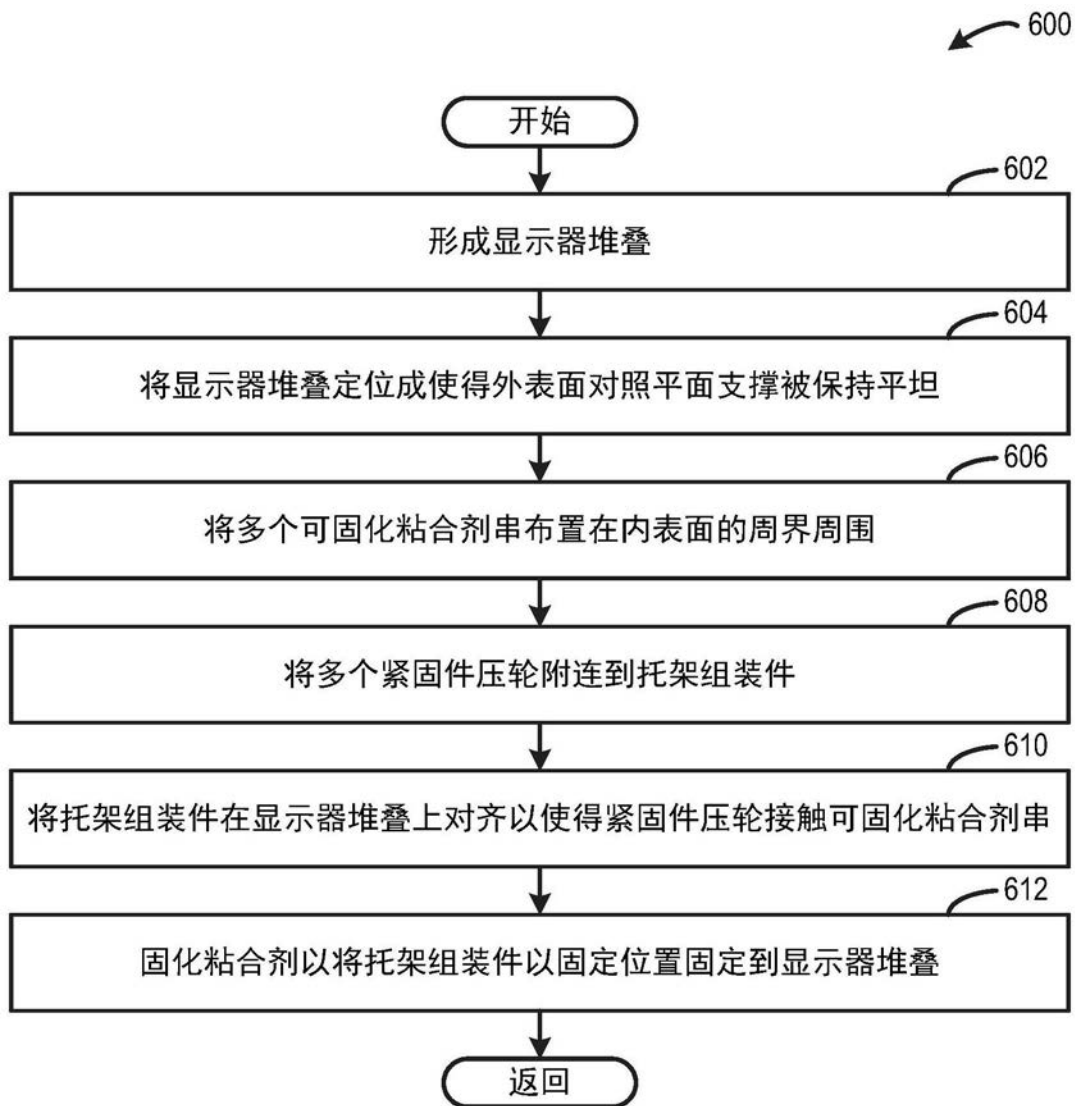 600
开始
602
形成显示器堆叠
604
将显示器堆叠定位成使得外表面对照平面支撑被保持平坦
606
将多个可固化粘合剂串布置在内表面的周界周围
608
将多个紧固件压轮附连到托架组装件
610
将托架组装件在显示器堆叠上对齐以使得紧固件压轮接触可固化粘合剂串
612
固化粘合剂以将托架组装件以固定位置固定到显示器堆叠
返回